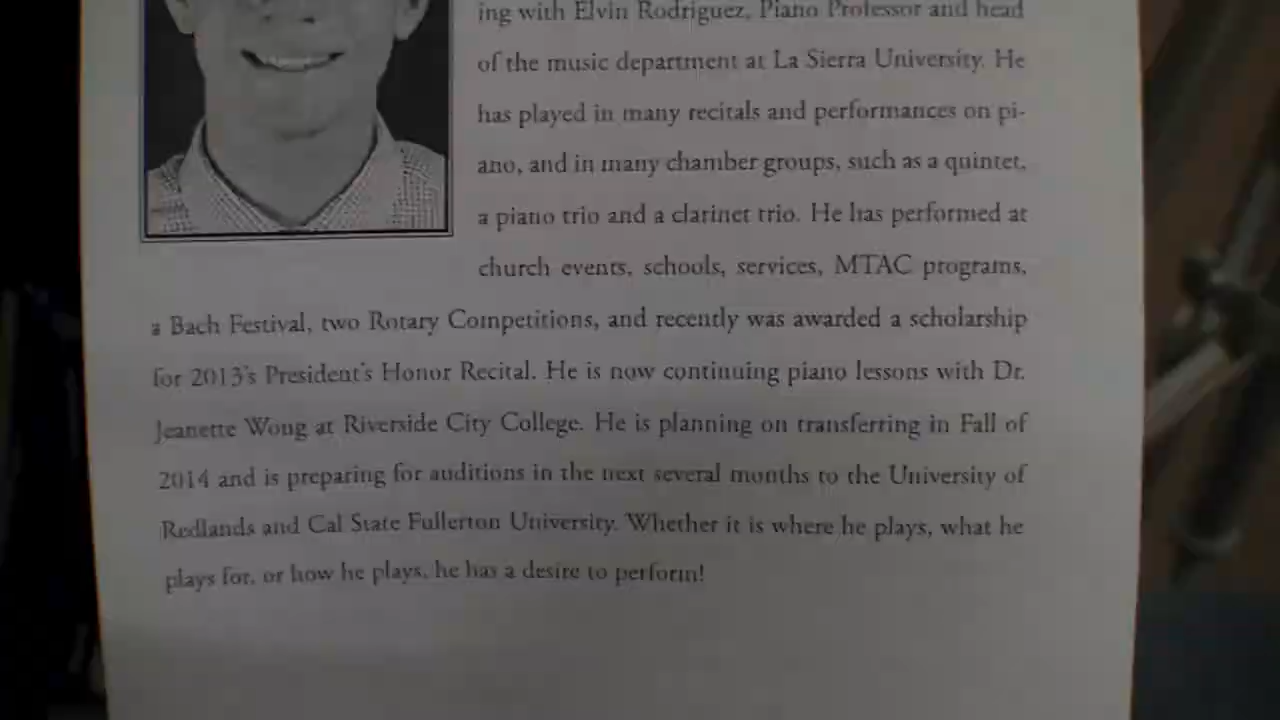 ing with Elvin Rodriguez, Piano Professor and head
of the music department at La Sierra University. He
has played in many recitals and performances on pi-
ano, and in many chamber groups, such as a quintet,
a piano trio and a clarinet trio. He has performed at
church events, schools, services, MTAC programs,
a Bach Festival, two Rotary Competitions, and recently was awarded a scholarship
for 2013's President's Honor Recital. He is now continuing piano lessons with Dr.
Jeanette Wong at Riverside City College. He is planning on transferring in Fall of
2014 and is preparing for auditions in the next several months to the University of
Redlands and Cal State Fullerton University. Whether it is where he plays, what he
plays for, or how he plays, he has a desire to perform!